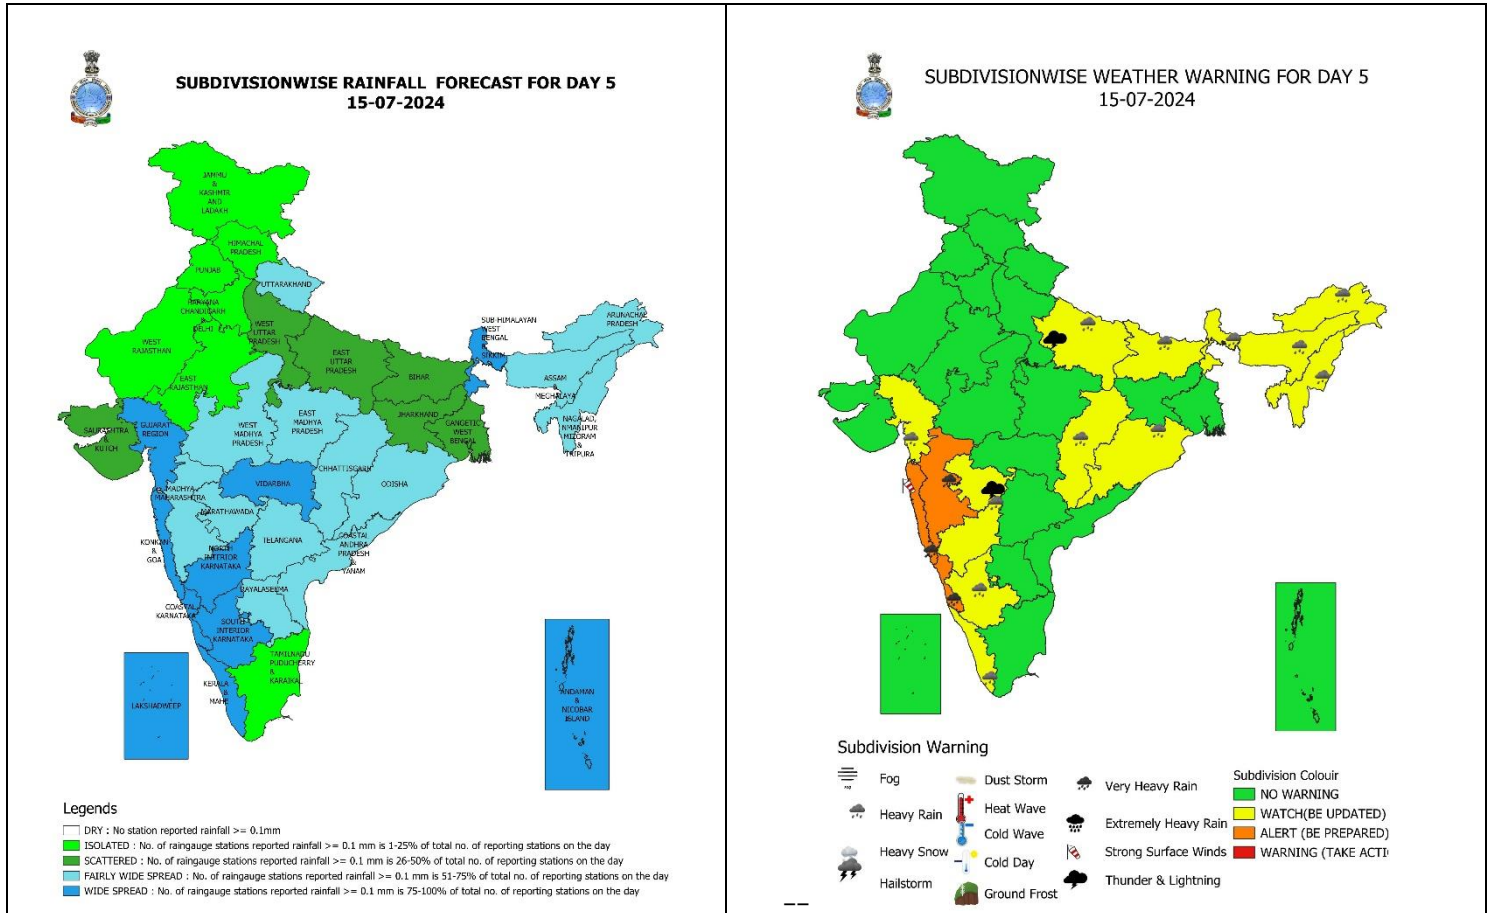 SUBDIVISIONWISE RAINFALL FORECAST FOR DAY 5
15-07-2024
JAMMU
&
KASHMIR
AND
LADAKH
HIMACHAL
PRADESH
PUNJAB
UTTARAKHAND
HARYANA
CHANDIGARH
&
DELHI
WEST
UTTAR
PRADESH
WEST
RAJASTHAN
EAST
RAJASTHAN
EAST
UTTAR
PRADESH
BIHAR
SUB-HIMALAYAN
WEST
BENGAL
&
SIKKIM
ARUNACHAL
PRADESH
ASSAM
&
MEGHALAYA
NAGALAD,
NMANIPUR
MIZORAM
&
TRIPURA
JHARKHAND
GANGETIC
WEST
BENGAL
SAURASHTRA
&
KUTCH
GUJARAT
REGION
WEST
MADHYA
PRADESH
EAST
MADHYA
PRADESH
CHHATTISGARH
ODISHA
VIDARBHA
MADHYA
MAHARASHTRA
MARATHAWADA
TELANGANA
COASTAL
ANDHRA
PRADESH
&
YANAM
KONKAN
&
GOA
NORTH
INTERIOR
KARNATAKA
RAYALASEEMA
COASTAL
KARNATAKA
SOUTH
INTERIOR
KARNATAKA
TAMILNADU
PUDUCHERRY
&
KARAIKAL
KERALA
&
MAHE
LAKSHADWEEP
ANDAMAN
&
NICOBAR
ISLAND
Legends
DRY : No station reported rainfall >= 0.1mm
ISOLATED : No. of raingauge stations reported rainfall >= 0.1 mm is 1-25% of total no. of reporting stations on the day
SCATTERED : No. of raingauge stations reported rainfall >= 0.1 mm is 26-50% of total no. of reporting stations on the day
FAIRLY WIDE SPREAD : No. of raingauge stations reported rainfall >= 0.1 mm is 51-75% of total no. of reporting stations on the day
WIDE SPREAD : No. of raingauge stations reported rainfall >= 0.1 mm is 75-100% of total no. of reporting stations on the day
SUBDIVISIONWISE WEATHER WARNING FOR DAY 5
15-07-2024
Subdivision Warning
Fog
Heavy Rain
Heavy Snow
Hailstorm
Dust Storm
Heat Wave
Cold Wave
Cold Day
Ground Frost
Very Heavy Rain
Extremely Heavy Rain
Strong Surface Winds
Thunder & Lightning
Subdivision Colouir
NO WARNING
WATCH(BE UPDATED)
ALERT (BE PREPARED)
WARNING (TAKE ACTI